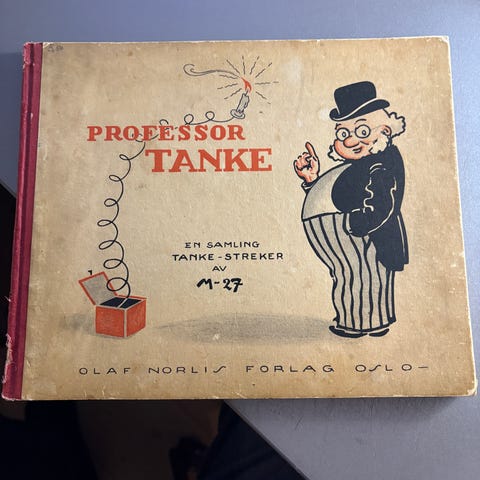 PROFESSOR
TANKE
EN SAMLING
TANKE-STREKER
AV
M-27
OLAF NORLIS FORLAG OSLO-